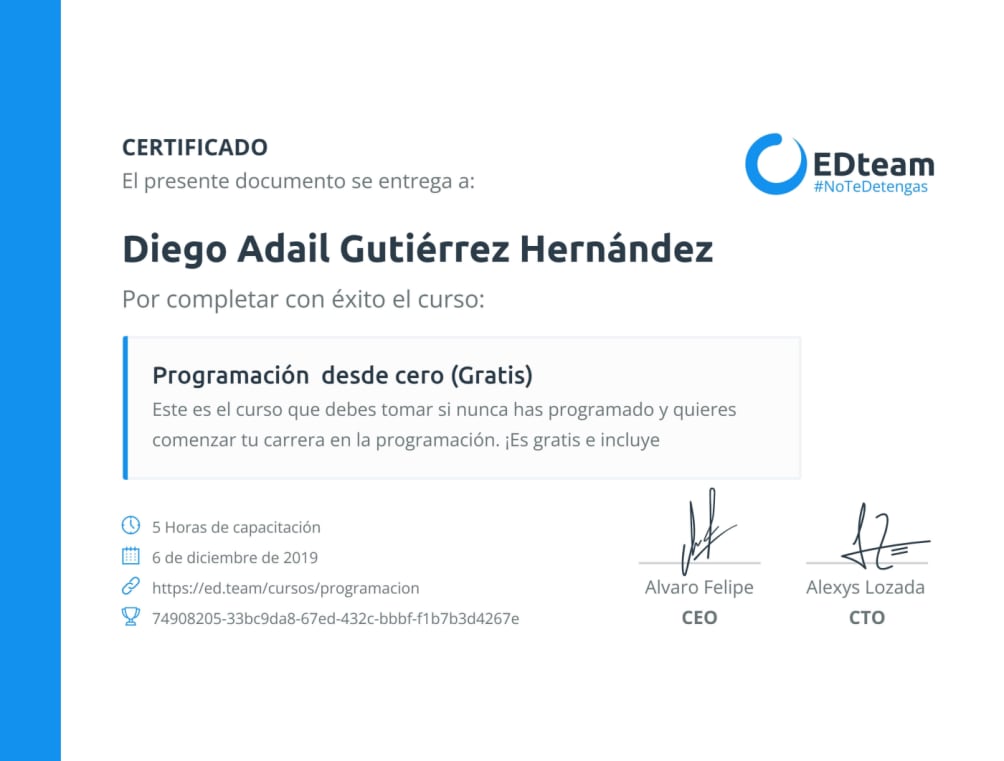 CERTIFICADO
El presente documento se entrega a:
EDteam
#NoTeDetengas
Diego Adail Gutiérrez Hernández
Por completar con éxito el curso:
Programación desde cero (Gratis)
Este es el curso que debes tomar si nunca has programado y quieres
comenzar tu carrera en la programación. ¡Es gratis e incluye
5 Horas de capacitación
6 de diciembre de 2019
https://ed.team/cursos/programacion
74908205-33bc9da8-67ed-432c-bbbf-f1b7b3d4267e
Alvaro Felipe
CEO
Alexys Lozada
CTO